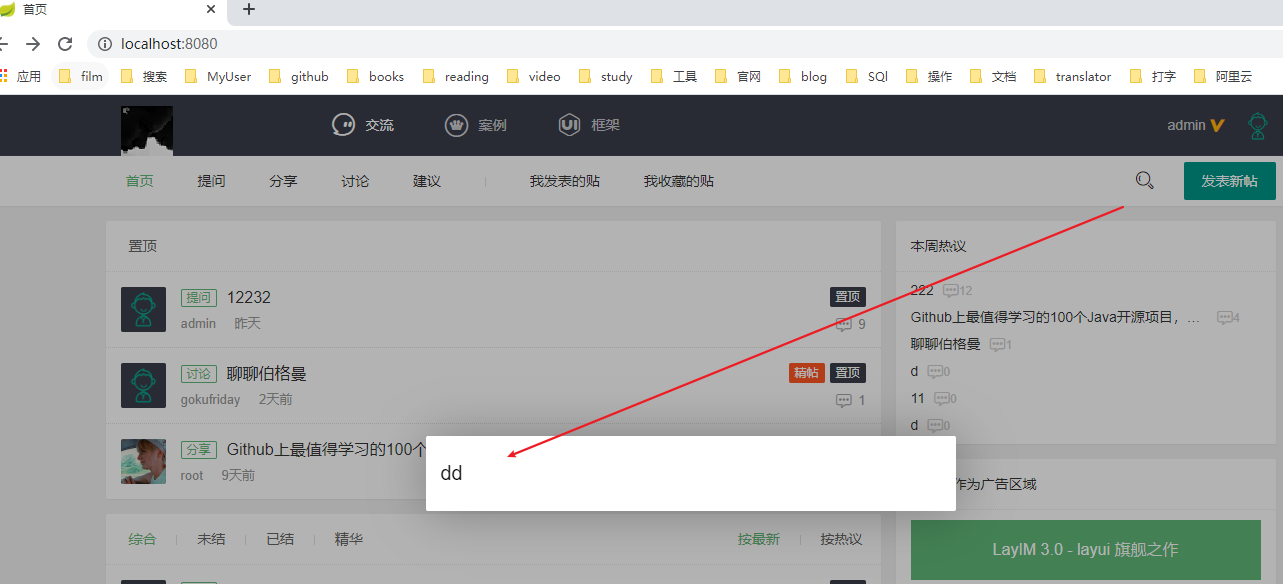 首页
localhost:8080
应用 film 搜索 MyUser github books reading video study 工具 官网 blog SQl 操作 文档 translator 打字 阿里云
交流 案例 UI 框架 admin
首页 提问 分享 讨论 建议 我发表的贴 我收藏的贴 发表新帖
置顶
提问 12232 置顶
admin 昨天 9
讨论 聊聊伯格曼 精帖 置顶
gokufriday 2天前 1
分享 Github上最值得学习的100个
root 9天前
dd
综合 未结 已结 精华 按最新 按热议
本周热议
222 12
Github上最值得学习的100个Java开源项目，... 4
聊聊伯格曼 1
d 0
11 0
d 0
作为广告区域
LayIM 3.0 - layui 旗舰之作